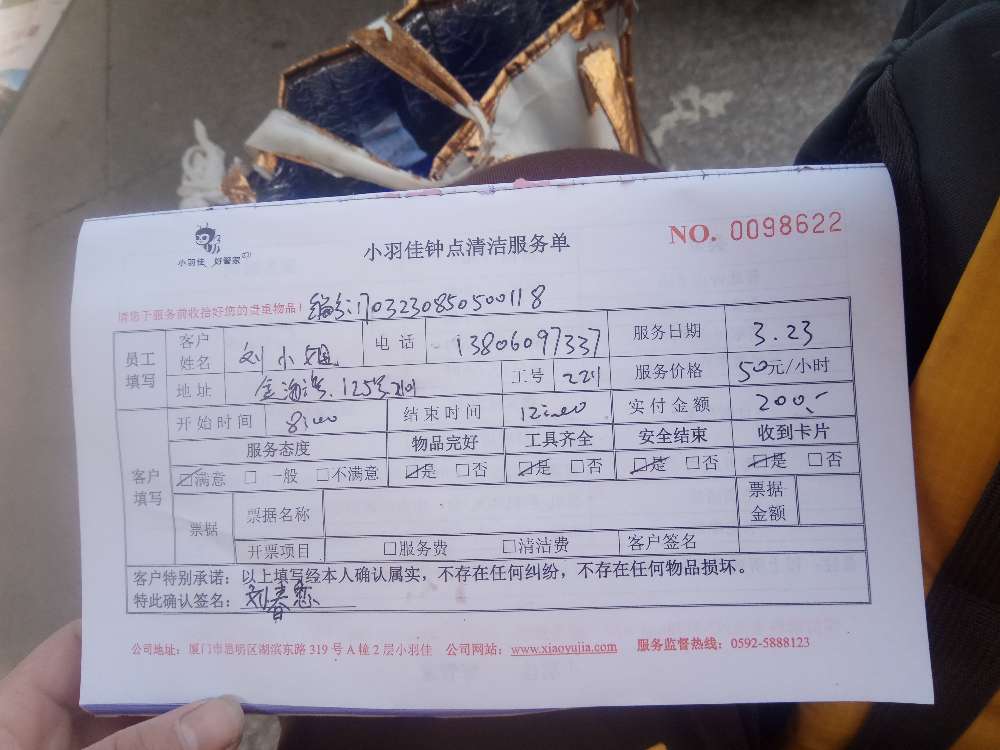 小羽佳 好管家
小羽佳钟点清洁服务单
NO. 0098622
请您于服务前收拾好您的贵重物品!
编号:1703230850500118
员工填写 客户姓名 刘小姐 电话 13806097337 服务日期 3.23
地址 金海湾.125号 工号 2211 服务价格 50元/小时
客户填写 开始时间 8:00 结束时间 12:00 实付金额 200.-
服务态度 物品完好 工具齐全 安全结束 收到卡片
☑满意 □一般 □不满意 ☑是 □否 ☑是 □否 ☑是 □否 ☑是 □否
票据 票据名称 票据金额
开票项目 □服务费 □清洁费 客户签名
客户特别承诺:以上填写经本人确认属实,不存在任何纠纷,不存在任何物品损坏。
特此确认签名:刘春恋
公司地址:厦门市思明区湖滨东路 319 号 A 幢 2 层小羽佳 公司网站:www.xiaoyujia.com 服务监督热线:0592-5888123